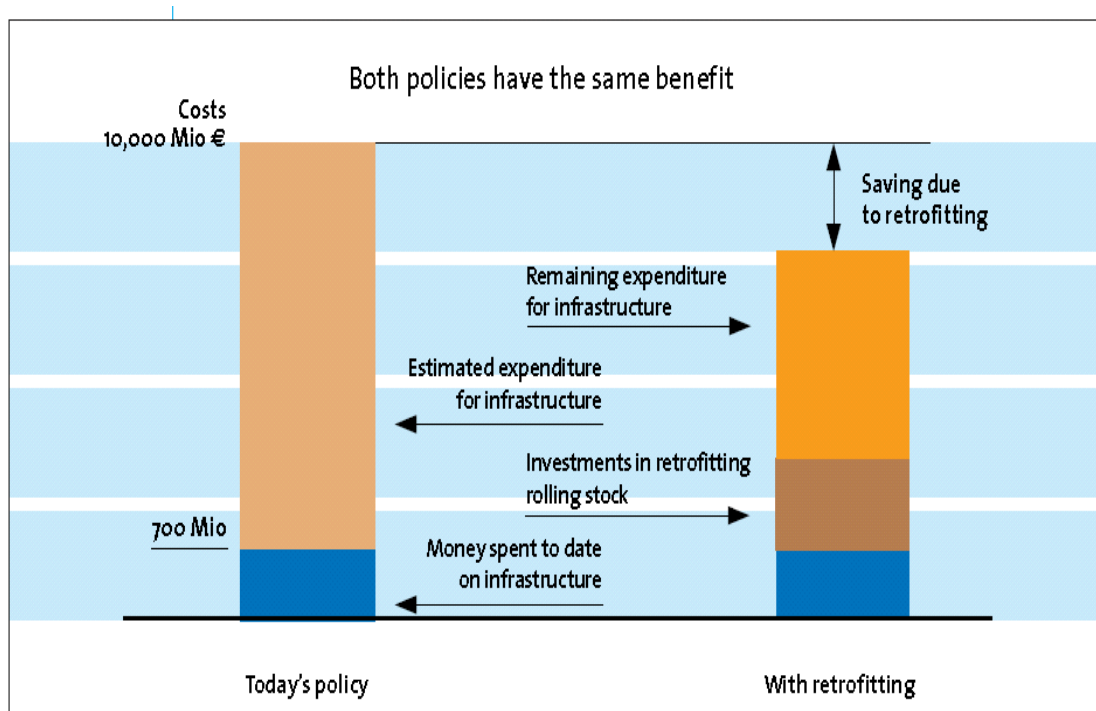 Both policies have the same benefit
Costs
10,000 Mio €
Saving due
to retrofitting
Remaining expenditure
for infrastructure
Estimated expenditure
for infrastructure
Investments in retrofitting
rolling stock
700 Mio
Money spent to date
on infrastructure
Today's policy
With retrofitting